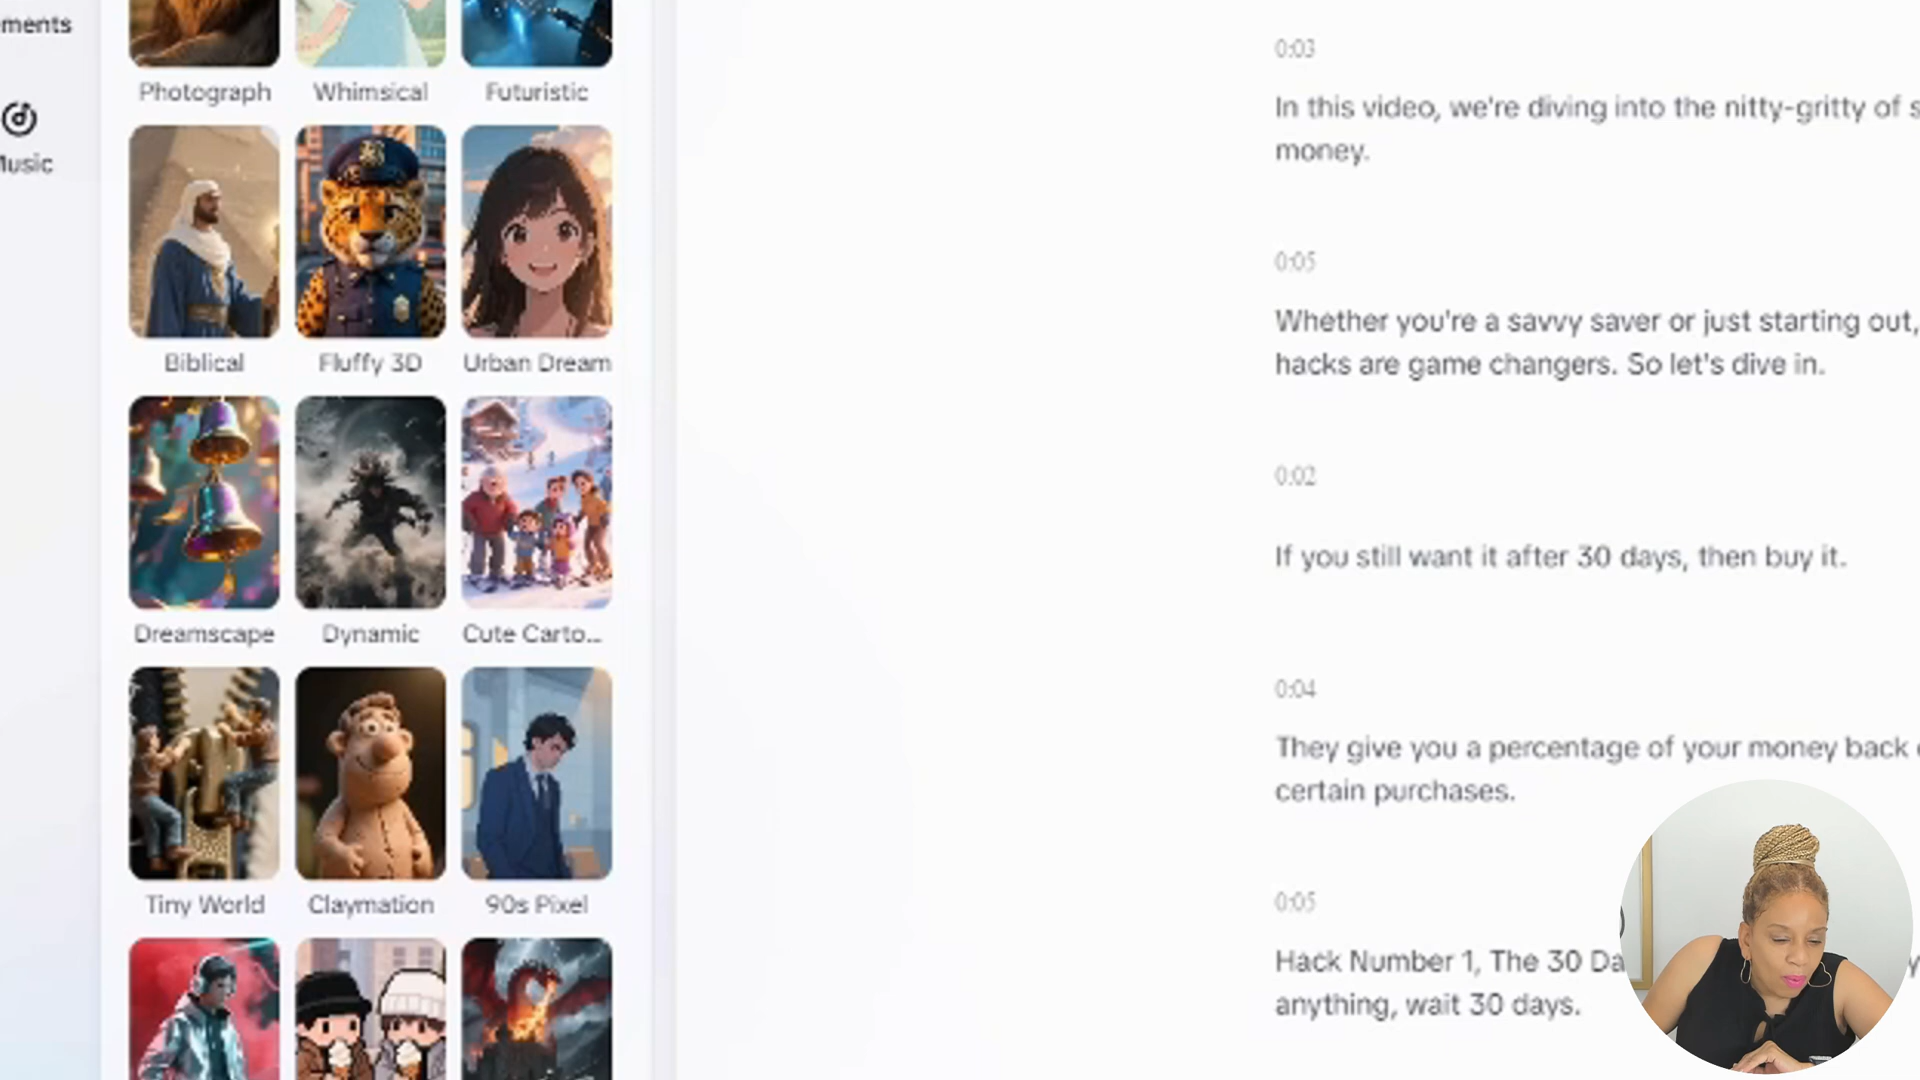 ments
Music
Photograph
Whimsical
Futuristic
Biblical
Fluffy 3D
Urban Dream
Dreamscape
Dynamic
Cute Carto...
Tiny World
Claymation
90s Pixel
0:03
In this video, we're diving into the nitty-gritty of s
money.
0:05
Whether you're a savvy saver or just starting out,
hacks are game changers. So let's dive in.
0:02
If you still want it after 30 days, then buy it.
0:04
They give you a percentage of your money back
certain purchases.
0:05
Hack Number 1, The 30 Da
anything, wait 30 days.